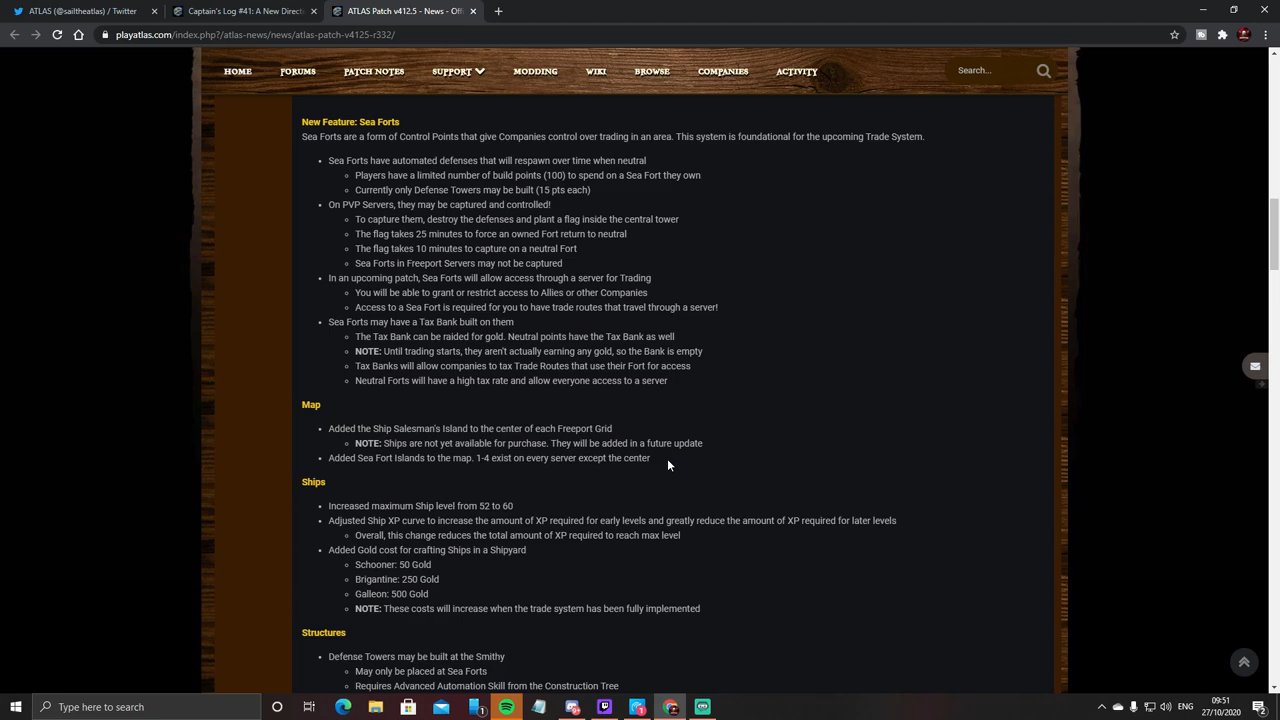 ATLAS (@sailtheatlas) / Twitter
Captain's Log #41: A Tides Turn...
ATLAS v412.5 - News - Official AT...
playatlas.com/index.php?/atlas-news/news/atlas-patch-v4125-r332/
HOME FORUMS PATCH NOTES SUPPORT MODDING WIKI BROWSE COMPANIES ACTIVITY Search...
New Feature: Sea Forts
Sea Forts are a form of Control Points that give Companies control over trading in an area. This system is foundational for the upcoming Trade System.
Sea Forts have automated defenses that will respawn over time when neutral
Players have a limited number of build points (100) to spend on a Sea Fort they own
Currently only Defense Towers may be built (15 pts each)
On PVP Servers, they may be captured and controlled!
To capture them, destroy the defenses and plant a flag inside the central tower
The flag takes 25 minutes to force an owned Fort return to neutral
The flag takes 10 minutes to capture on a neutral Fort
Sea Forts in Freeport Servers may not be captured
In an upcoming patch, Sea Forts will allow access through a server for Trading
You will be able to grant or restrict access to Allies or other Companies
Access to a Sea Fort is required for you to have trade routes that travel through a server!
Sea Forts may have a Tax Bank built on them
The Tax Bank can be raided for gold. Neutral points have the Tax Bank as well
NOTE: Until trading starts, they aren't actually earning any gold, so the Bank is empty
Tax Banks will allow companies to tax Trade Routes that use their Fort for access
Neutral Forts will have a high tax rate and allow everyone access to a server
Map
Added the Ship Salesman's Island to the center of each Freeport Grid
NOTE: Ships are not yet available for purchase. They will be added in a future update
Added Sea Fort Islands to the map. 1-4 exist on every server except the center
Ships
Increased maximum Ship level from 52 to 60
Adjusted Ship XP curve to increase the amount of XP required for early levels and greatly reduce the amount of XP required for later levels
Overall, this change reduces the total amount of XP required to reach max level
Added Gold cost for crafting Ships in a Shipyard
Schooner: 50 Gold
Brigantine: 250 Gold
Galleon: 500 Gold
NOTE: These costs will increase when the trade system has been fully implemented
Structures
Defense Towers may be built at the Smithy
May only be placed at Sea Forts
Requires Advanced Automation Skill from the Construction Tree
Type here to search
ENG
09:51
27/10/2020